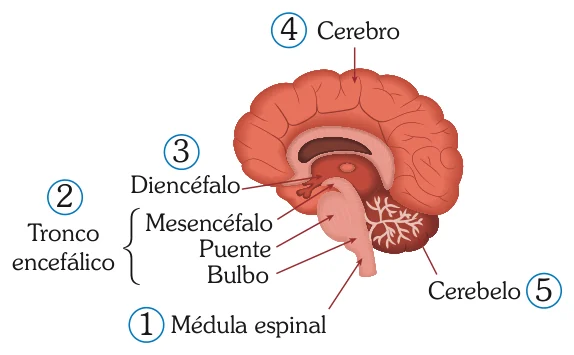 4 Cerebro
3
Diencéfalo
2
Tronco
encefálico
Mesencéfalo
Puente
Bulbo
Cerebelo 5
1 Médula espinal